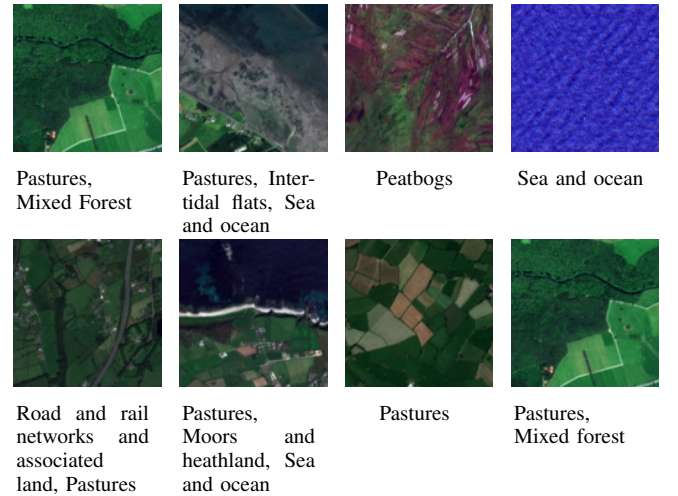 Pastures,
Mixed Forest
Pastures, Inter-
tidal flats, Sea
and ocean
Peatbogs
Sea and ocean
Road and rail
networks and
associated
land, Pastures
Pastures,
Moors and
heathland, Sea
and ocean
Pastures
Pastures,
Mixed forest